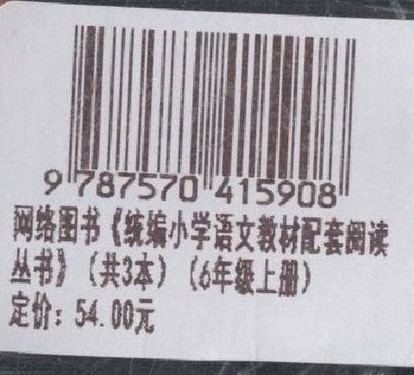 9 787570 415908
网络图书《统编小学语文教材配套阅读
丛书》（共3本）（6年级上册）
定价：54.00元